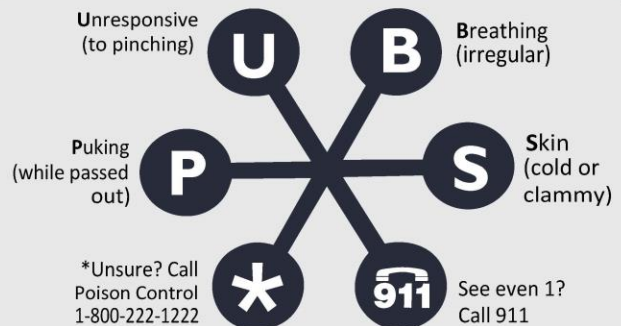 Unresponsive
(to pinching)
U
B
Breathing
(irregular)
Puking
(while passed
out)
P
S
Skin
(cold or
clammy)
*Unsure? Call
Poison Control
1-800-222-1222
*
911
See even 1?
Call 911